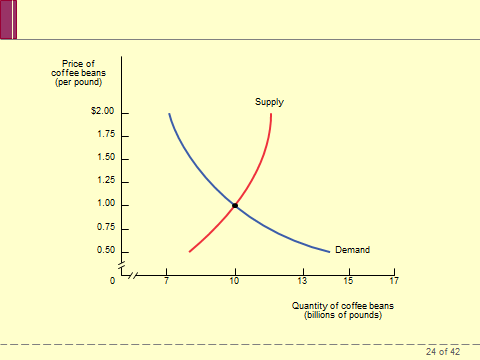 Price of
coffee beans
(per pound)
Supply
$2.00
1.75
1.50
1.25
1.00
0.75
0.50
Demand
0
7
10
13
15
17
Quantity of coffee beans
(billions of pounds)
24 of 42